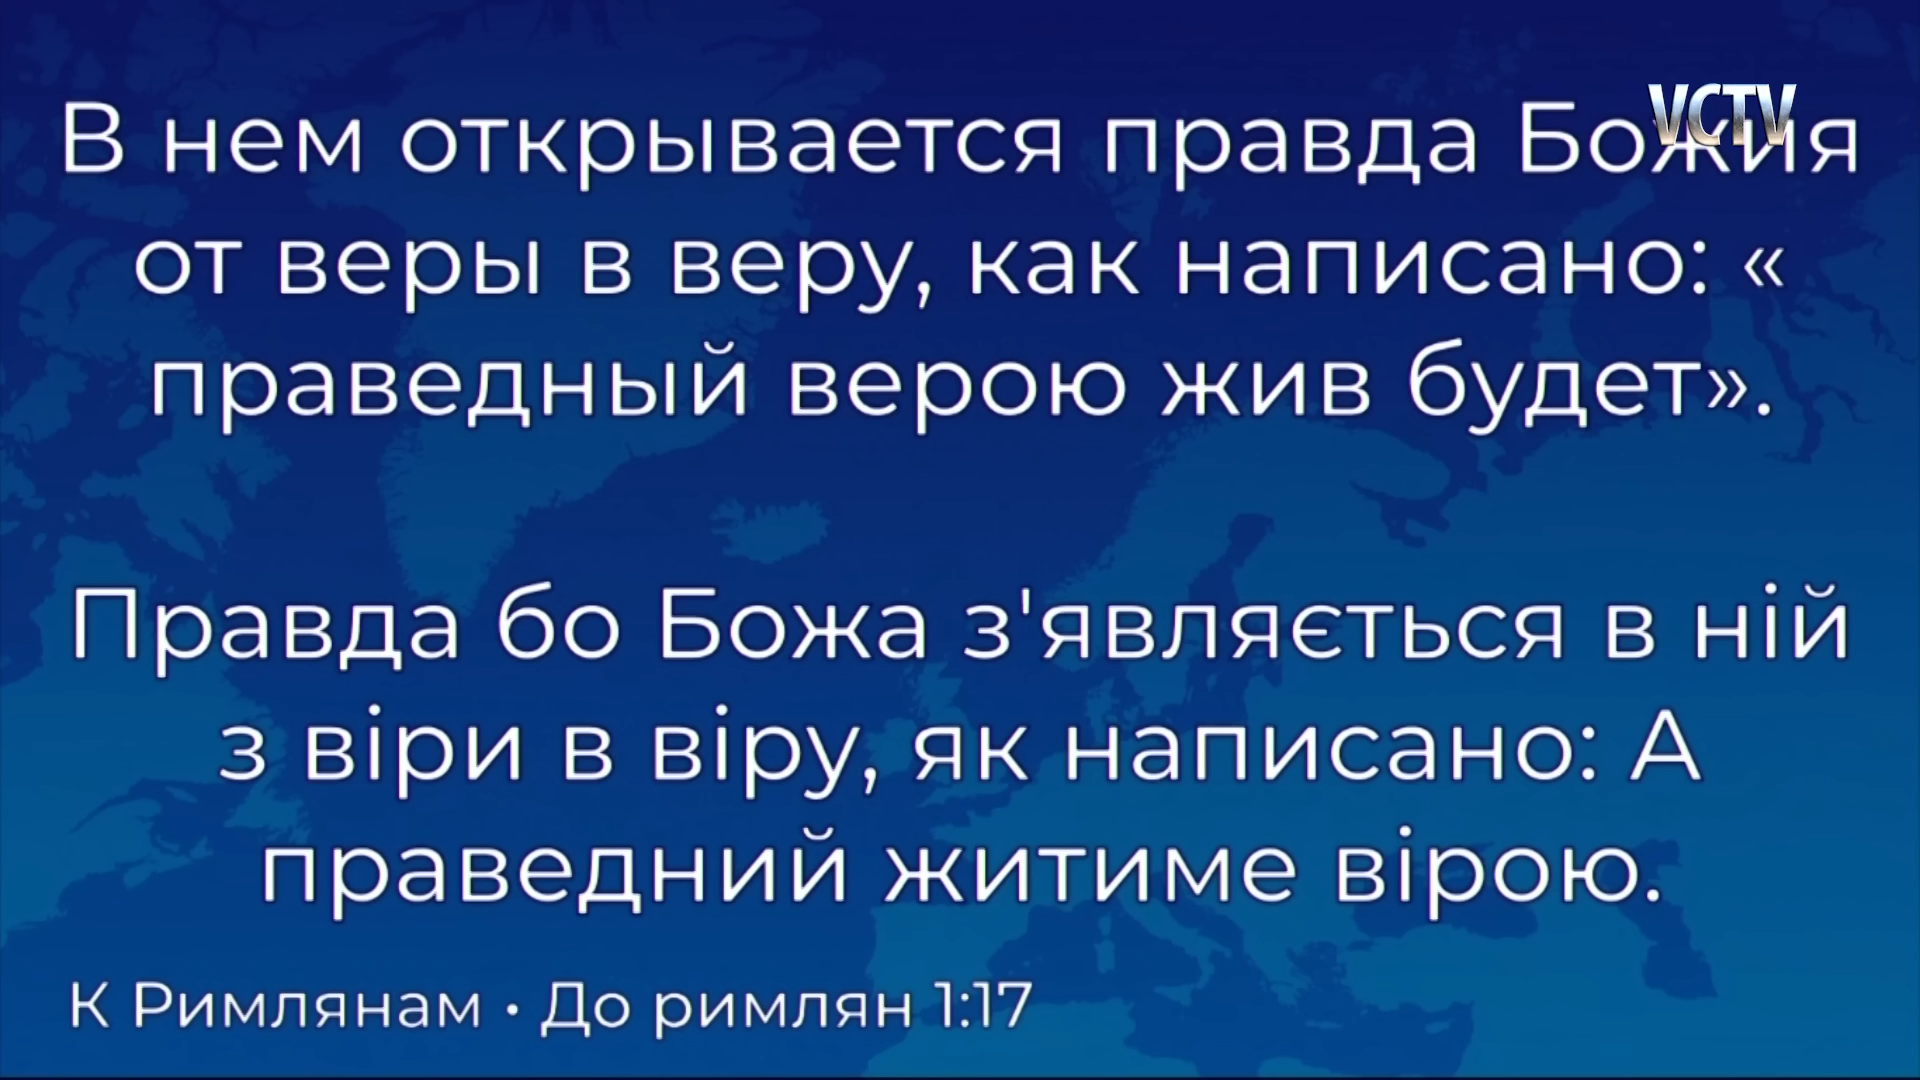 VCTV
В нем открывается правда Божия
от веры в веру, как написано: «
праведный верою жив будет».
Правда бо Божа з'являється в ній
з віри в віру, як написано: А
праведний житиме вірою.
К Римлянам • До римлян 1:17